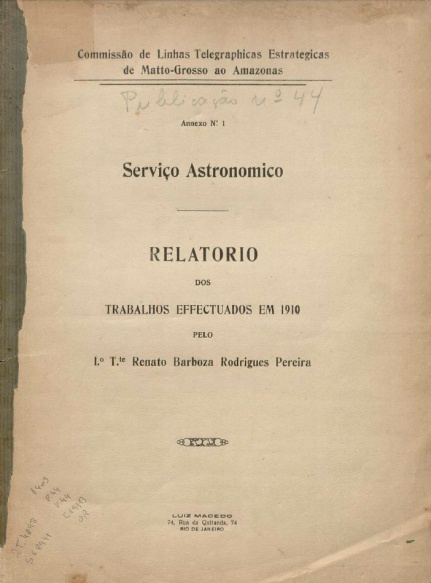 Commissão de Linhas Telegraphicas Estrategicas
de Matto-Grosso ao Amazonas
Publicação nº 44
Annexo N.º 1
Serviço Astronomico
RELATORIO
DOS
TRABALHOS EFFECTUADOS EM 1910
PELO
1.º T.te Renato Barboza Rodrigues Pereira
LUIZ MACEDO
74, Rua da Quitanda, 74
RIO DE JANEIRO